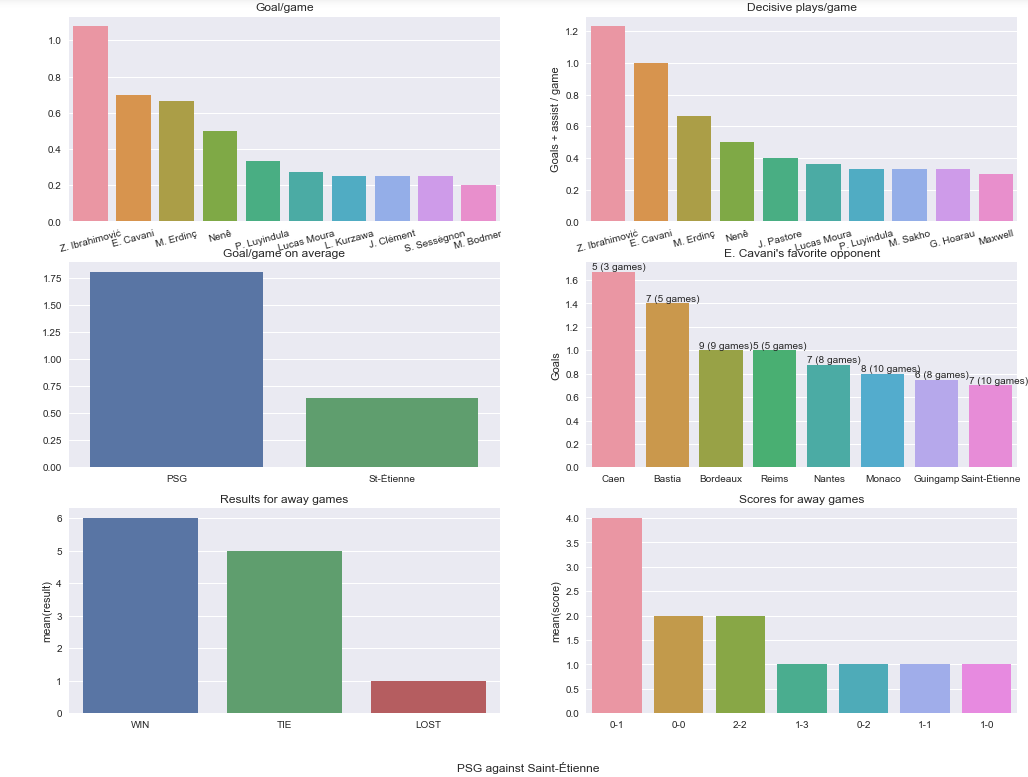 Goal/game
1.0
0.8
0.6
0.4
0.2
0.0
Z. Ibrahimović
E. Cavani
M. Erdinç
Nenê
P. Luyindula
Lucas Moura
L. Kurzawa
J. Clément
S. Sessègnon
M. Bodmer
Decisive plays/game
Goals + assist / game
1.2
1.0
0.8
0.6
0.4
0.2
0.0
Z. Ibrahimović
E. Cavani
M. Erdinç
Nenê
J. Pastore
Lucas Moura
P. Luyindula
M. Sakho
G. Hoarau
Maxwell
Goal/game on average
1.75
1.50
1.25
1.00
0.75
0.50
0.25
0.00
PSG
St-Étienne
E. Cavani's favorite opponent
Goals
1.6
1.4
1.2
1.0
0.8
0.6
0.4
0.2
0.0
5 (3 games)
7 (5 games)
9 (9 games)
5 (5 games)
7 (8 games)
8 (10 games)
6 (8 games)
7 (10 games)
Caen
Bastia
Bordeaux
Reims
Nantes
Monaco
Guingamp
Saint-Étienne
Results for away games
mean(result)
6
5
4
3
2
1
0
WIN
TIE
LOST
Scores for away games
mean(score)
4.0
3.5
3.0
2.5
2.0
1.5
1.0
0.5
0.0
0-1
0-0
2-2
1-3
0-2
1-1
1-0
PSG against Saint-Étienne